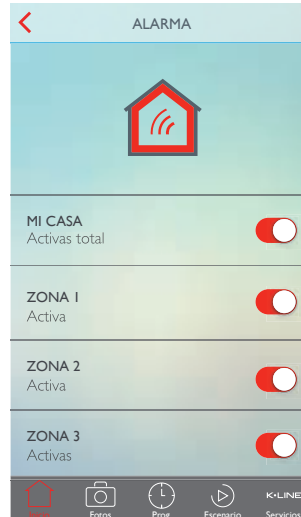 ALARMA
MI CASA
Activas total
ZONA 1
Activa
ZONA 2
Activa
ZONA 3
Activas
K-LINE
Inicio Fotos Prog. Escenario Servicios